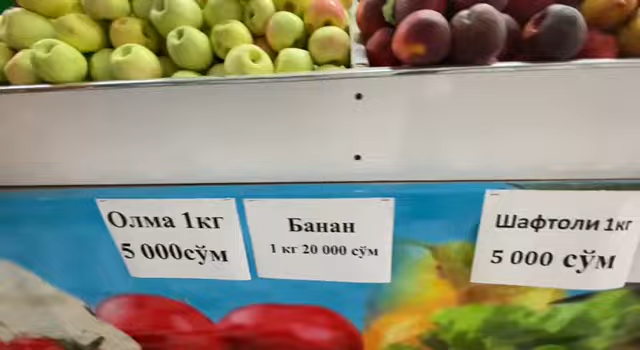 Олма 1кг
5 000сўм
Банан
1 кг 20 000 сўм
Шафтоли 1кг
5 000 сўм